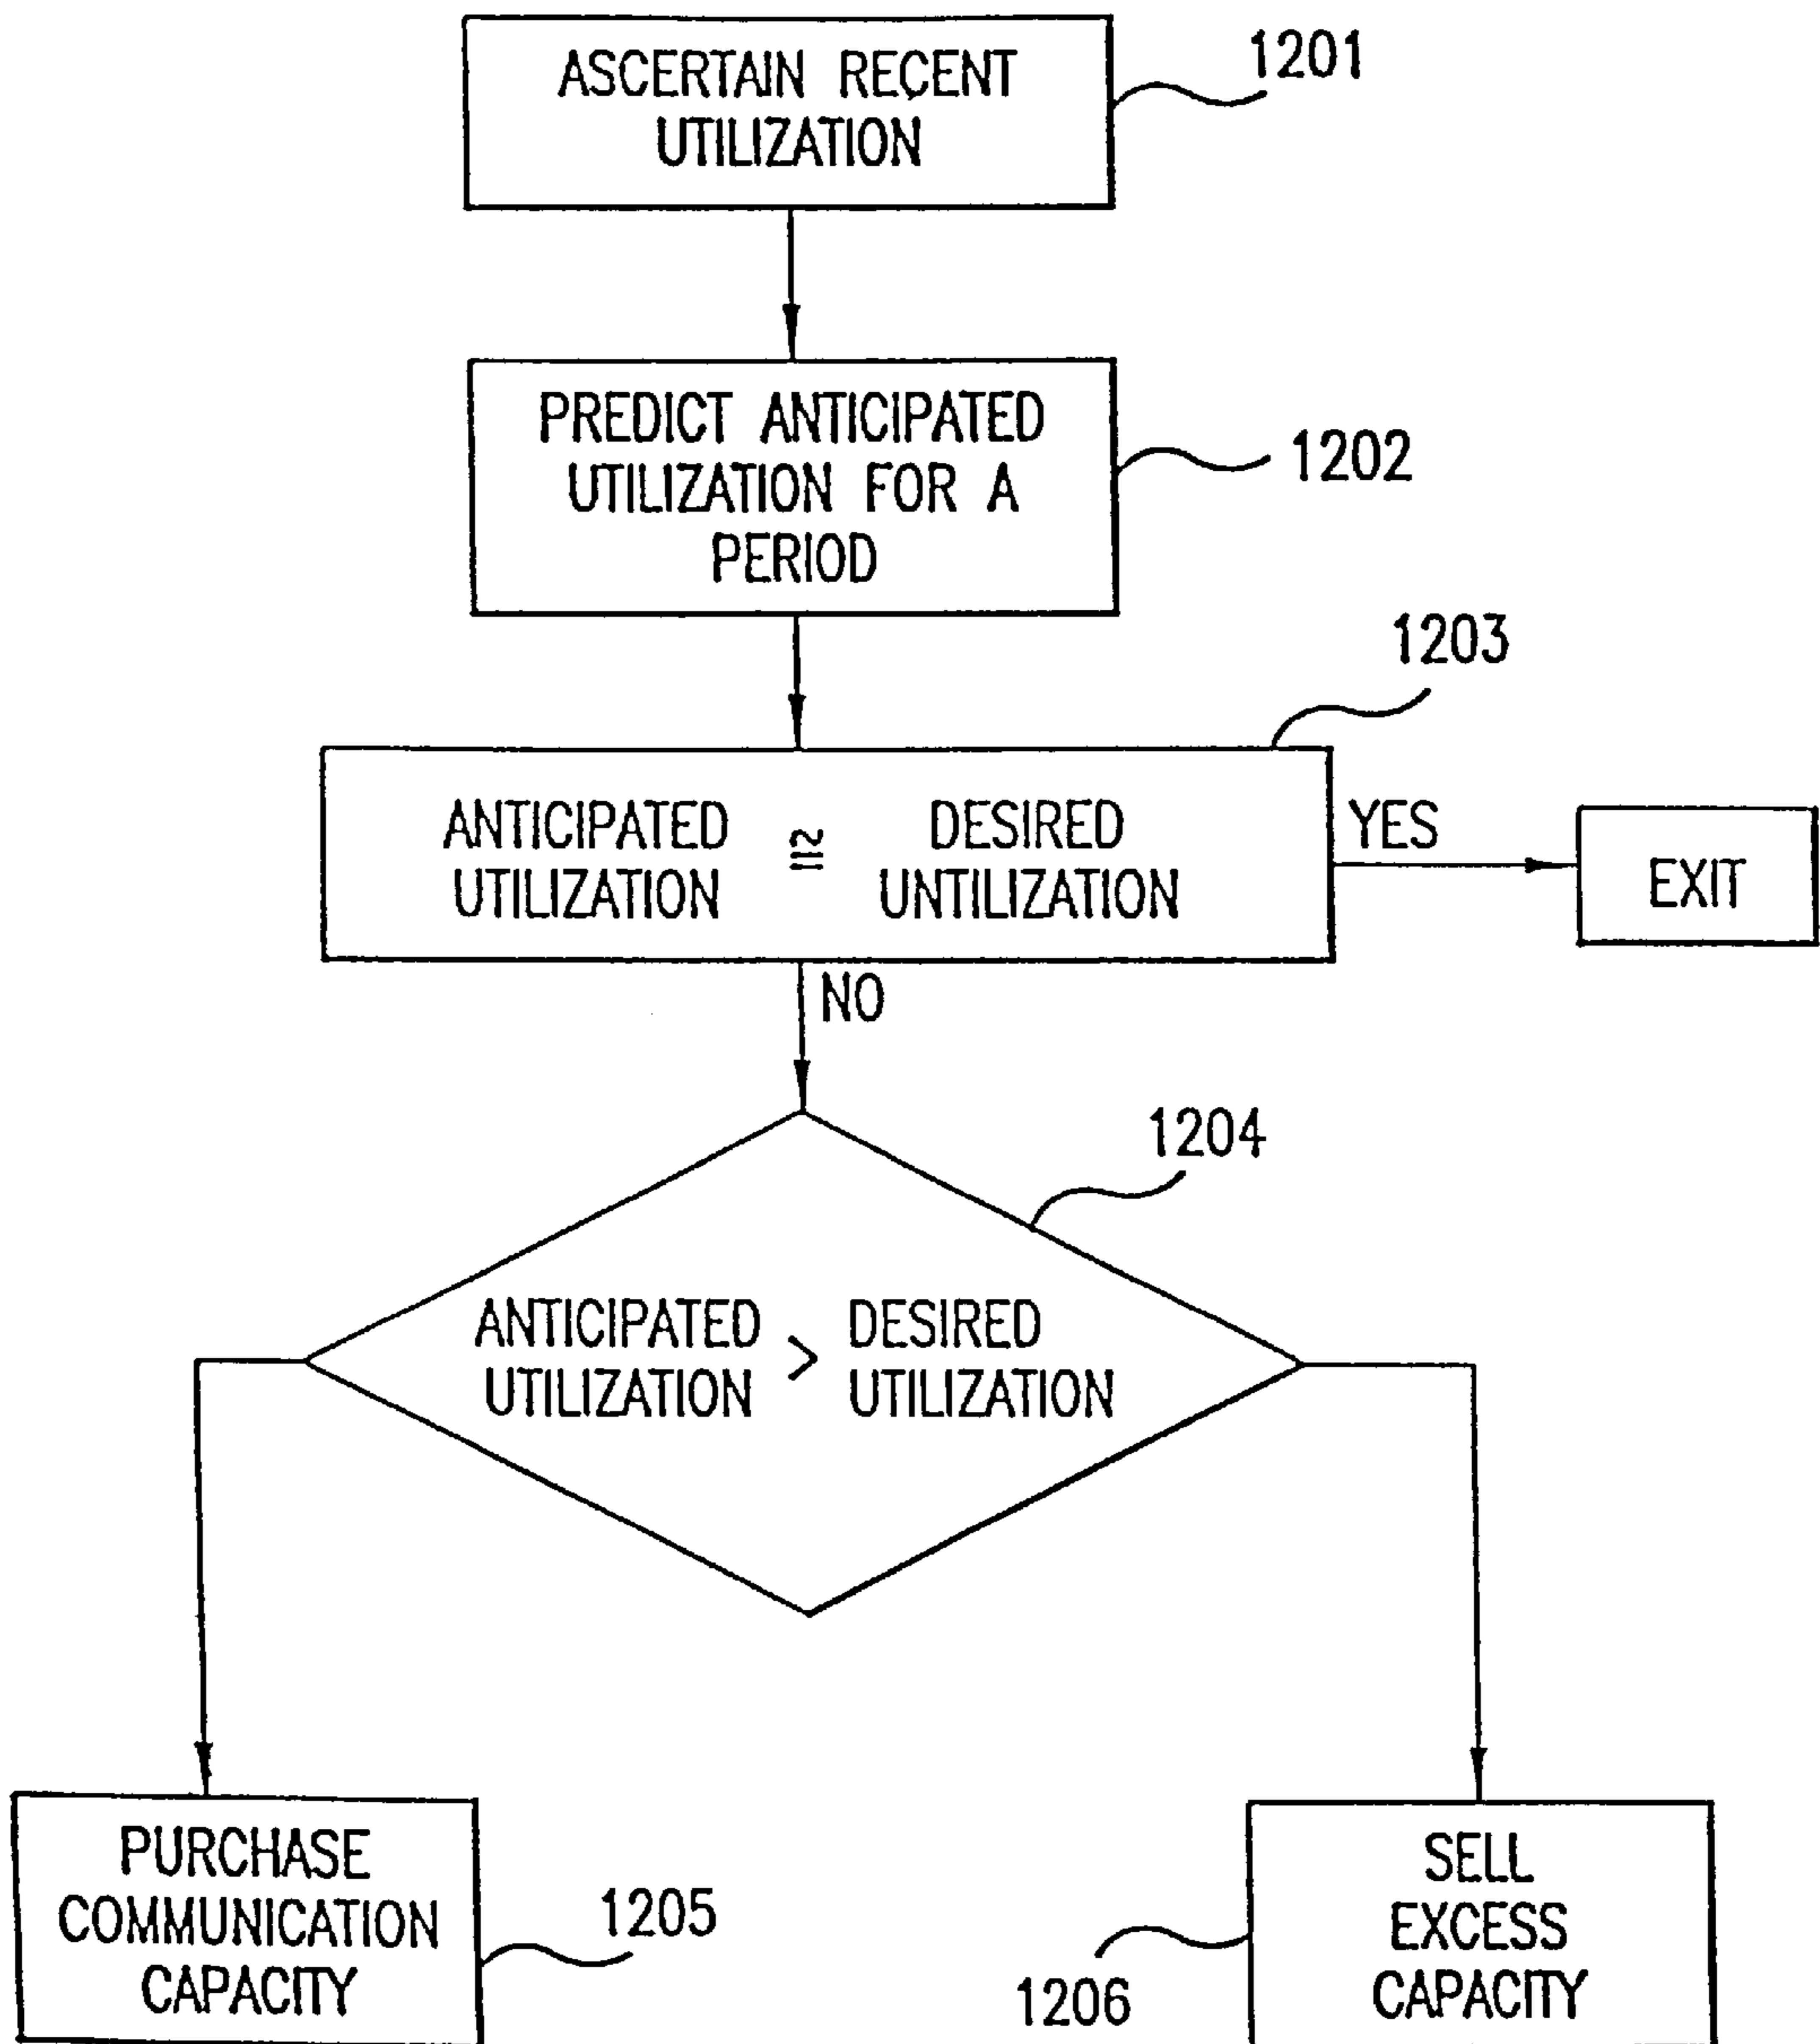 ASCERTAIN RECENT
UTILIZATION
1201
PREDICT ANTICIPATED
UTILIZATION FOR A
PERIOD
1202
1203
ANTICIPATED ≅ DESIRED
UTILIZATION UNTILIZATION
YES
EXIT
NO
1204
ANTICIPATED > DESIRED
UTILIZATION UTILIZATION
PURCHASE
COMMUNICATION
CAPACITY
1205
1206
SELL
EXCESS
CAPACITY